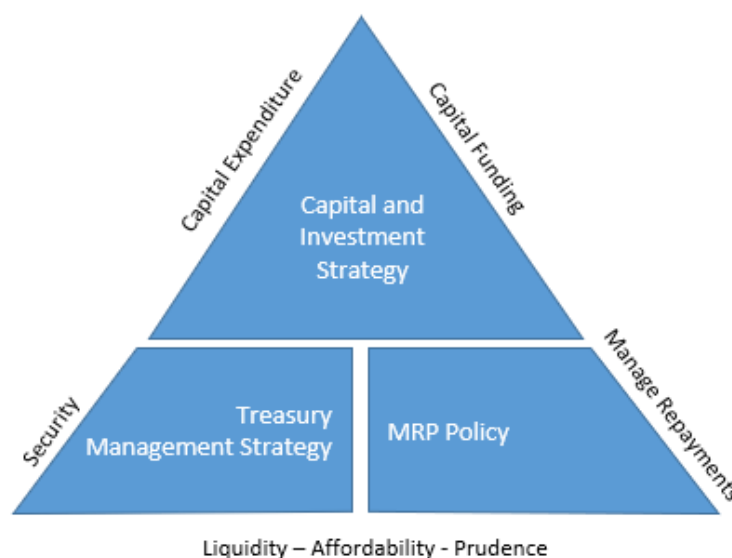 Capital Expenditure
Capital Funding
Capital and
Investment
Strategy
Security
Treasury
Management Strategy
MRP Policy
Manage Repayments
Liquidity – Affordability - Prudence